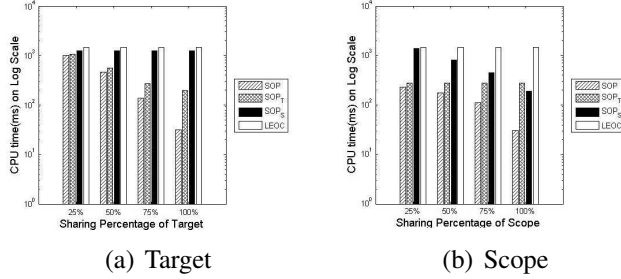 CPU time(ms) on Log Scale
10⁴
10³
10²
10¹
10⁰
25% 50% 75% 100%
Sharing Percentage of Target
SOP
SOP_T
SOP_S
LEOC
(a) Target
CPU time(ms) on Log Scale
10⁴
10³
10²
10¹
10⁰
25% 50% 75% 100%
Sharing Percentage of Scope
SOP
SOP_T
SOP_S
LEOC
(b) Scope